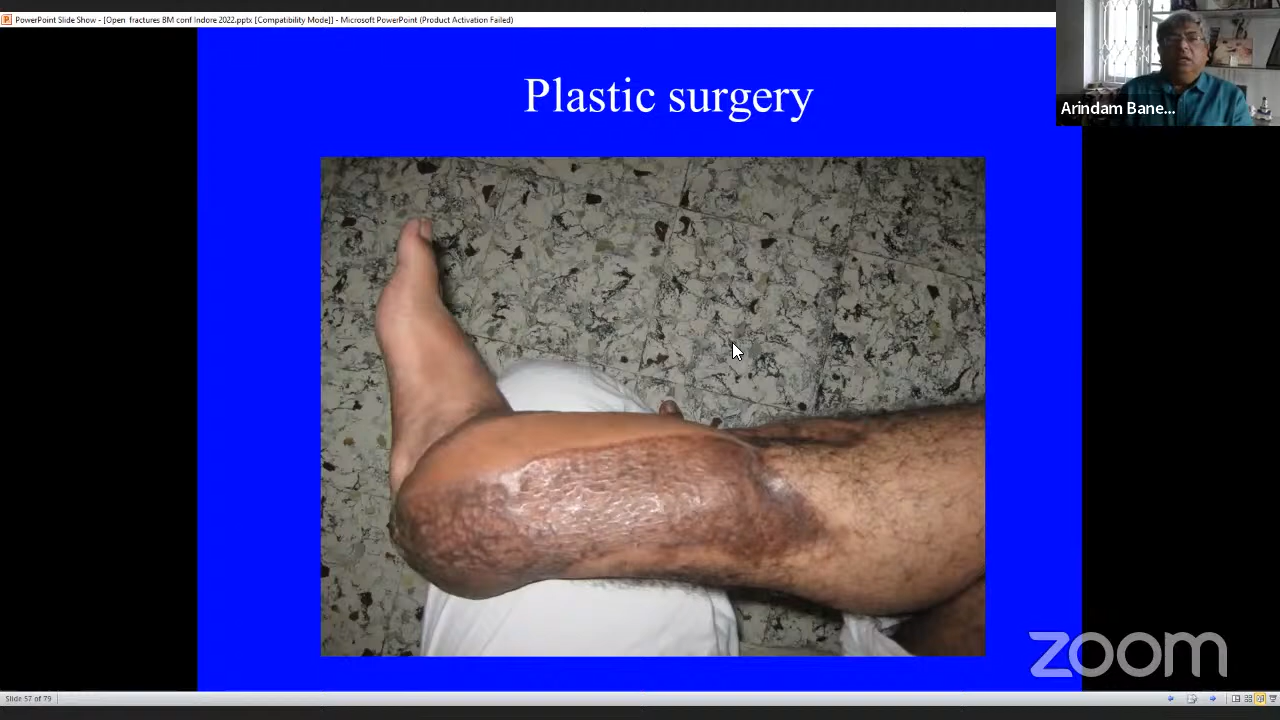 PowerPoint Slide Show - [Open fractures BM conf Indore 2022.pptx [Compatibility Mode]] - Microsoft PowerPoint (Product Activation Failed)
Plastic surgery
Arindam Bane...
zoom
Slide 57 of 79